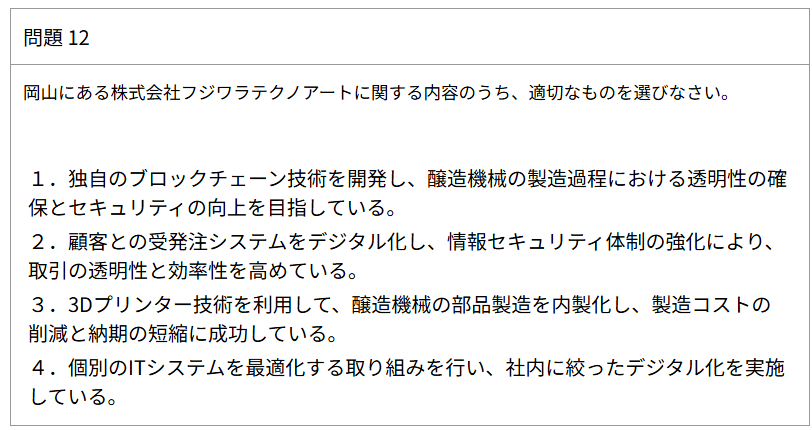 問題 12
岡山にある株式会社フジワラテクノアートに関する内容のうち、適切なものを選びなさい。
１．独自のブロックチェーン技術を開発し、醸造機械の製造過程における透明性の確
保とセキュリティの向上を目指している。
２．顧客との受発注システムをデジタル化し、情報セキュリティ体制の強化により、
取引の透明性と効率性を高めている。
３．3Dプリンター技術を利用して、醸造機械の部品製造を内製化し、製造コストの
削減と納期の短縮に成功している。
４．個別のITシステムを最適化する取り組みを行い、社内に絞ったデジタル化を実施
している。